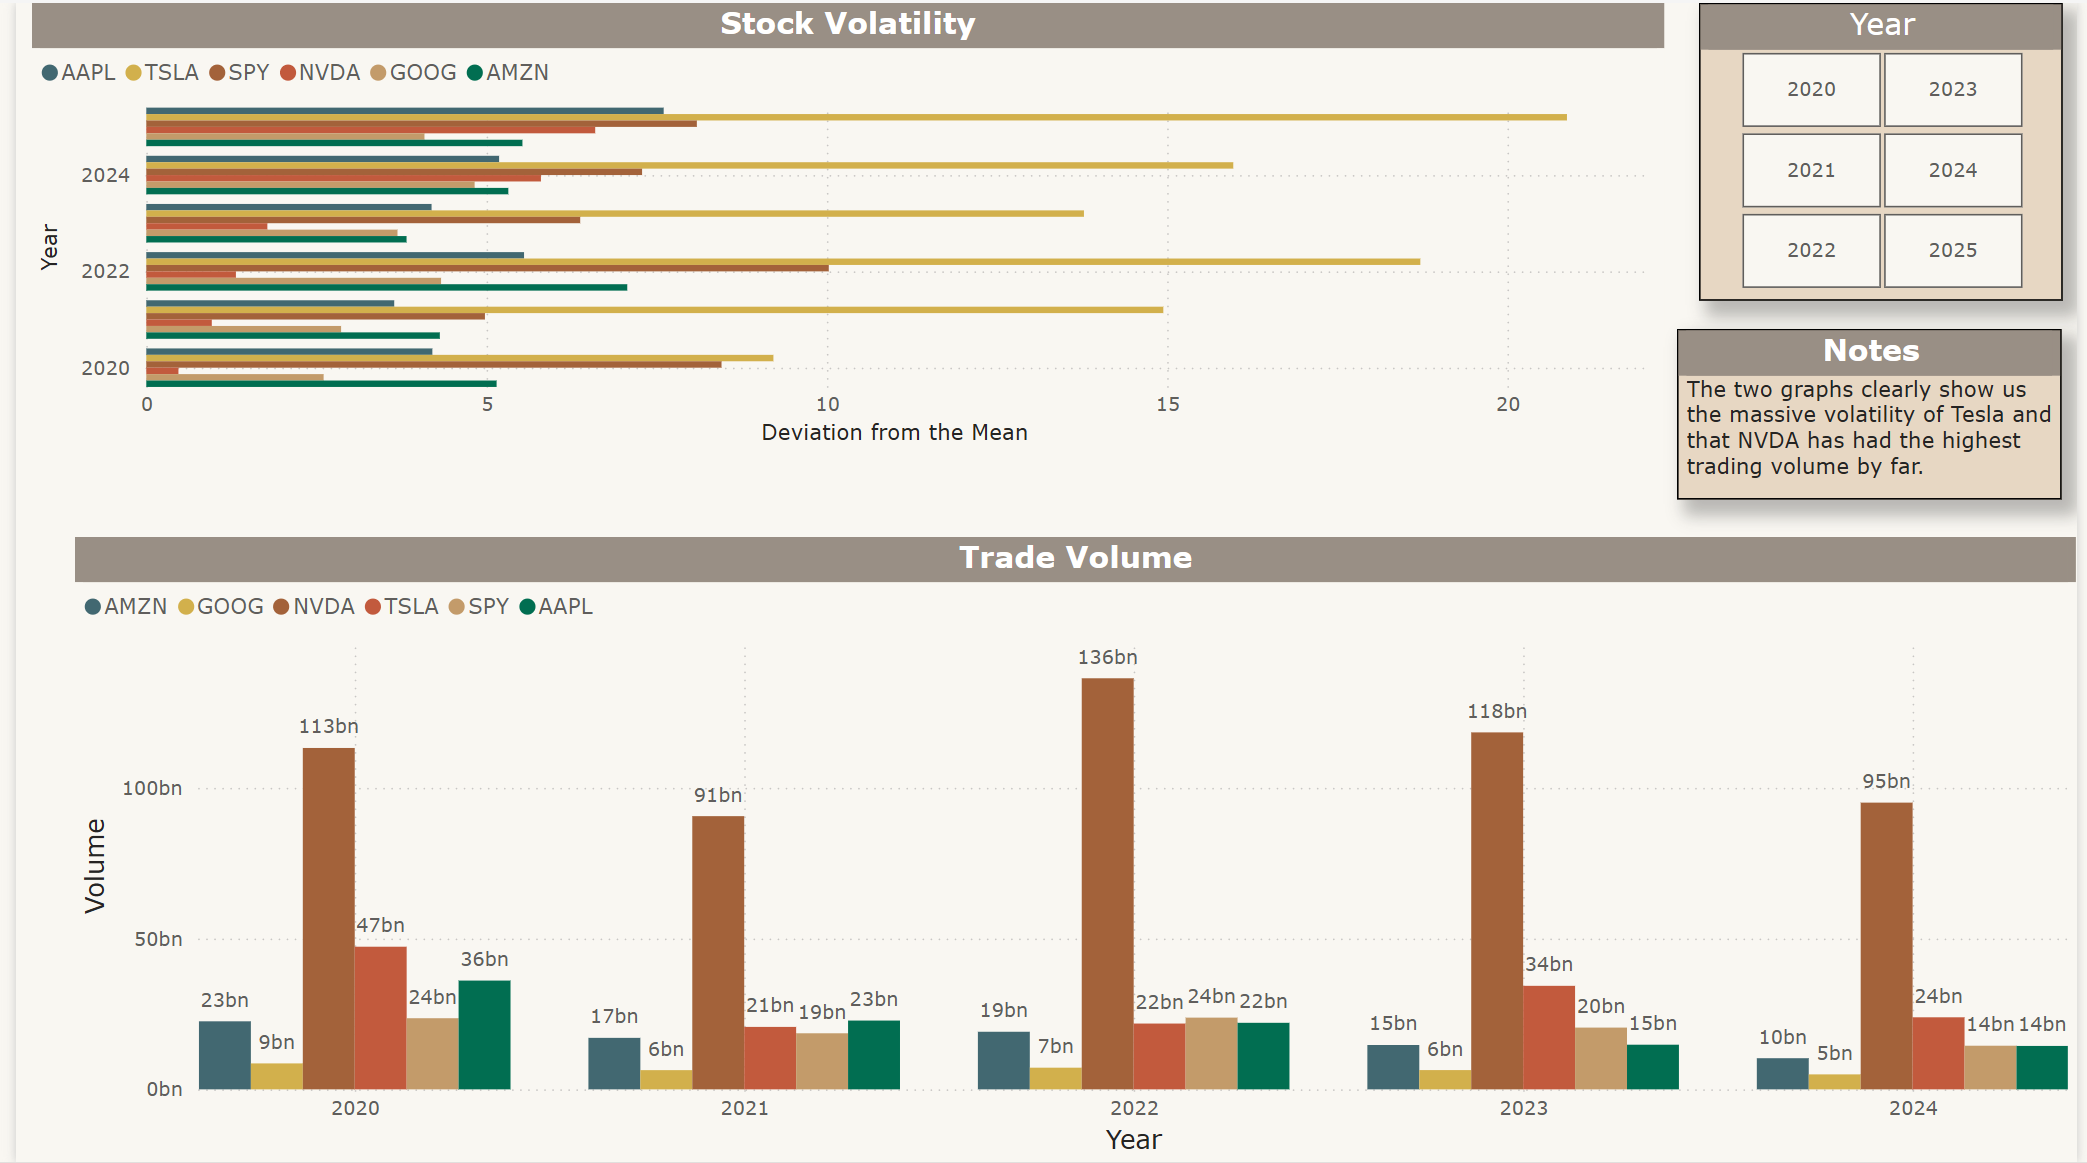 Stock Volatility
AAPL TSLA SPY NVDA GOOG AMZN
2024
2022
2020
Year
0 5 10 15 20
Deviation from the Mean
Year
2020 2023
2021 2024
2022 2025
Notes
The two graphs clearly show us
the massive volatility of Tesla and
that NVDA has had the highest
trading volume by far.
Trade Volume
AMZN GOOG NVDA TSLA SPY AAPL
Volume
100bn
50bn
0bn
23bn 9bn 113bn 47bn 24bn 36bn
17bn 6bn 91bn 21bn 19bn 23bn
19bn 7bn 136bn 22bn 24bn 22bn
15bn 6bn 118bn 34bn 20bn 15bn
10bn 5bn 95bn 24bn 14bn 14bn
2020 2021 2022 2023 2024
Year